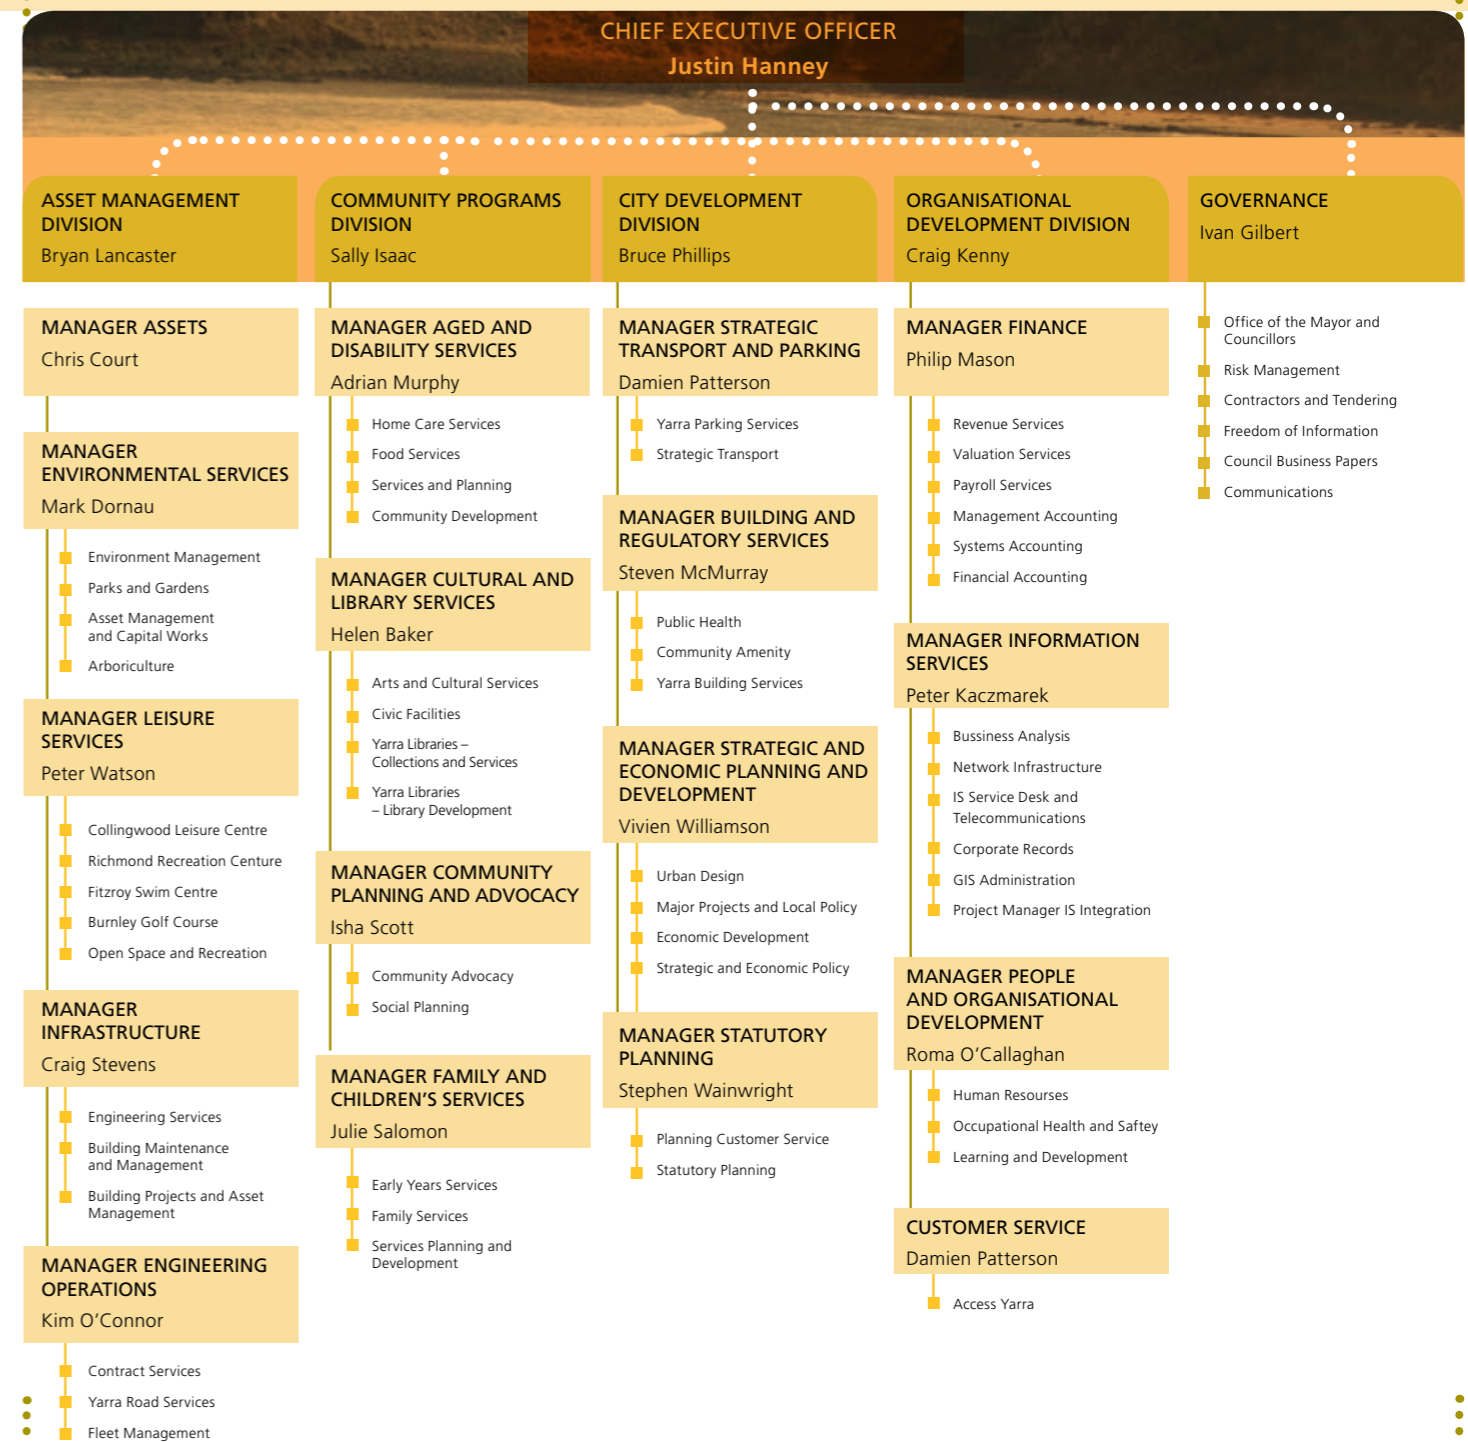 CHIEF EXECUTIVE OFFICER
Justin Hanney
ASSET MANAGEMENT
DIVISION
Bryan Lancaster
MANAGER ASSETS
Chris Court
MANAGER
ENVIRONMENTAL SERVICES
Mark Dornau
Environment Management
Parks and Gardens
Asset Management
and Capital Works
Arboriculture
MANAGER LEISURE
SERVICES
Peter Watson
Collingwood Leisure Centre
Richmond Recreation Centure
Fitzroy Swim Centre
Burnley Golf Course
Open Space and Recreation
MANAGER
INFRASTRUCTURE
Craig Stevens
Engineering Services
Building Maintenance
and Management
Building Projects and Asset
Management
MANAGER ENGINEERING
OPERATIONS
Kim O’Connor
Contract Services
Yarra Road Services
Fleet Management
COMMUNITY PROGRAMS
DIVISION
Sally Isaac
MANAGER AGED AND
DISABILITY SERVICES
Adrian Murphy
Home Care Services
Food Services
Services and Planning
Community Development
MANAGER CULTURAL AND
LIBRARY SERVICES
Helen Baker
Arts and Cultural Services
Civic Facilities
Yarra Libraries –
Collections and Services
Yarra Libraries
– Library Development
MANAGER COMMUNITY
PLANNING AND ADVOCACY
Isha Scott
Community Advocacy
Social Planning
MANAGER FAMILY AND
CHILDREN’S SERVICES
Julie Salomon
Early Years Services
Family Services
Services Planning and
Development
CITY DEVELOPMENT
DIVISION
Bruce Phillips
MANAGER STRATEGIC
TRANSPORT AND PARKING
Damien Patterson
Yarra Parking Services
Strategic Transport
MANAGER BUILDING AND
REGULATORY SERVICES
Steven McMurray
Public Health
Community Amenity
Yarra Building Services
MANAGER STRATEGIC AND
ECONOMIC PLANNING AND
DEVELOPMENT
Vivien Williamson
Urban Design
Major Projects and Local Policy
Economic Development
Strategic and Economic Policy
MANAGER STATUTORY
PLANNING
Stephen Wainwright
Planning Customer Service
Statutory Planning
ORGANISATIONAL
DEVELOPMENT DIVISION
Craig Kenny
MANAGER FINANCE
Philip Mason
Revenue Services
Valuation Services
Payroll Services
Management Accounting
Systems Accounting
Financial Accounting
MANAGER INFORMATION
SERVICES
Peter Kaczmarek
Bussiness Analysis
Network Infrastructure
IS Service Desk and
Telecommunications
Corporate Records
GIS Administration
Project Manager IS Integration
MANAGER PEOPLE
AND ORGANISATIONAL
DEVELOPMENT
Roma O’Callaghan
Human Resourses
Occupational Health and Saftey
Learning and Development
CUSTOMER SERVICE
Damien Patterson
Access Yarra
GOVERNANCE
Ivan Gilbert
Office of the Mayor and
Councillors
Risk Management
Contractors and Tendering
Freedom of Information
Council Business Papers
Communications